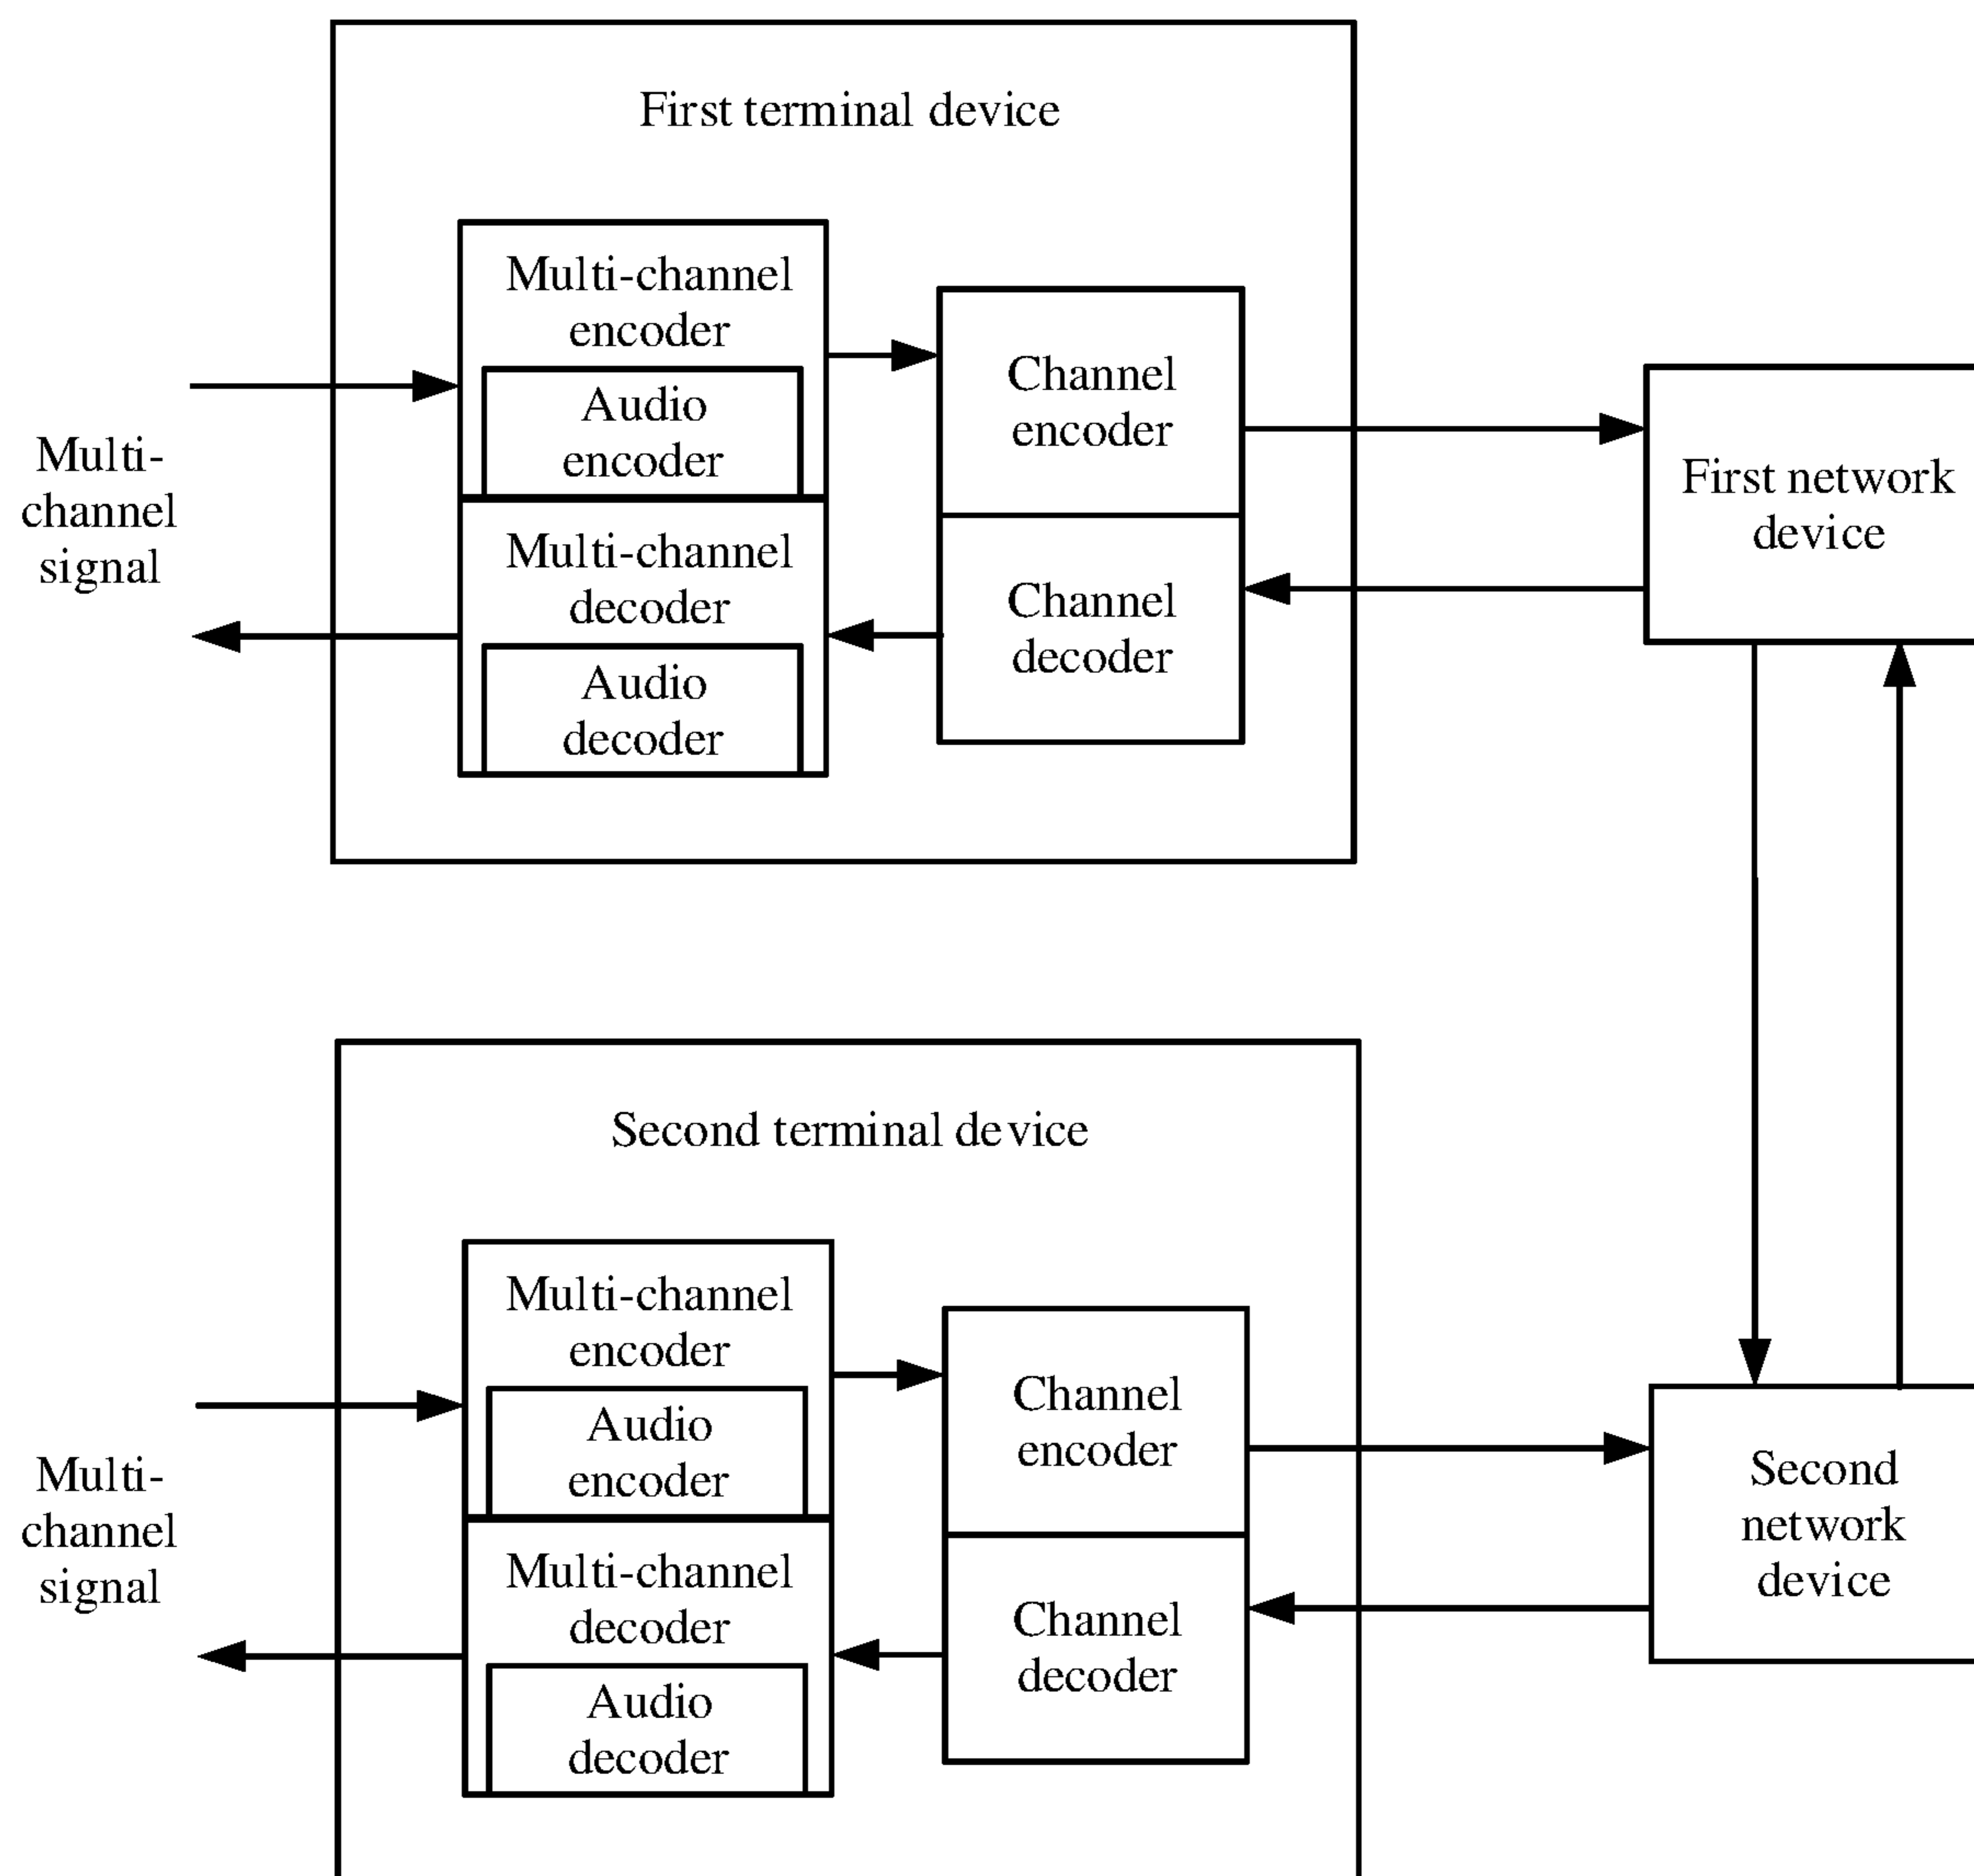 First terminal device
Multi-channel
encoder
Audio
encoder
Channel
encoder
Multi-
channel
signal
First network
device
Multi-channel
decoder
Audio
decoder
Channel
decoder
Second terminal device
Multi-channel
encoder
Audio
encoder
Channel
encoder
Multi-
channel
signal
Second
network
device
Multi-channel
decoder
Audio
decoder
Channel
decoder